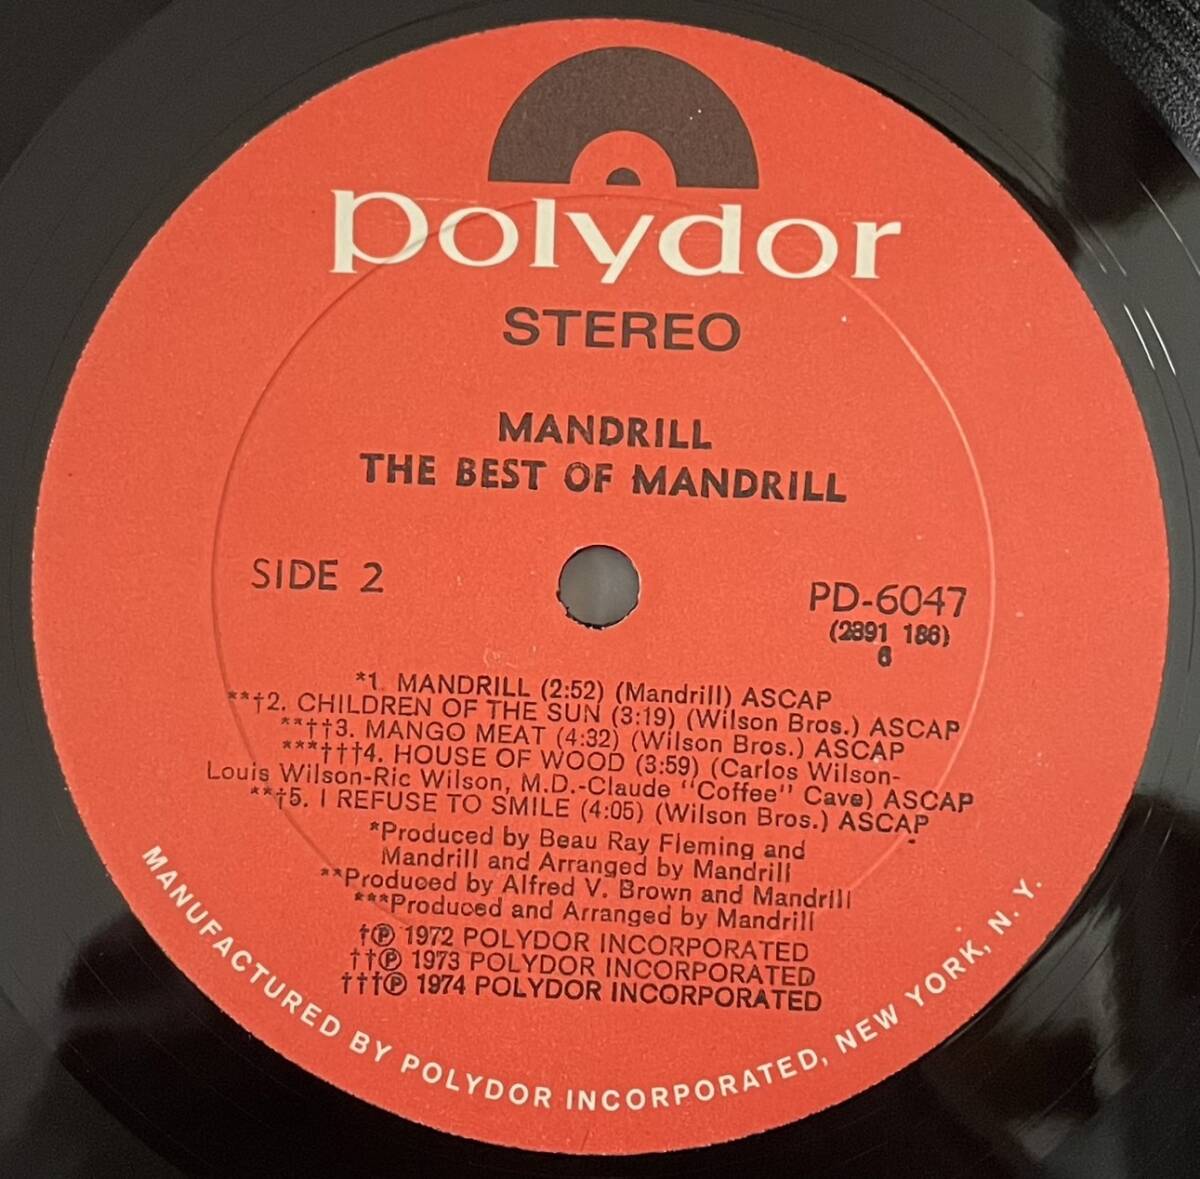 polydor
STEREO
MANDRILL
THE BEST OF MANDRILL
SIDE 2
PD-6047
(2391 186)
6
*1. MANDRILL (2:52) (Mandrill) ASCAP
**†2. CHILDREN OF THE SUN (3:19) (Wilson Bros.) ASCAP
**††3. MANGO MEAT (4:32) (Wilson Bros.) ASCAP
***†††4. HOUSE OF WOOD (3:59) (Carlos Wilson-
Louis Wilson-Ric Wilson, M.D.-Claude "Coffee" Cave) ASCAP
**†5. I REFUSE TO SMILE (4:05) (Wilson Bros.) ASCAP
*Produced by Beau Ray Fleming and
Mandrill and Arranged by Mandrill
**Produced by Alfred V. Brown and Mandrill
***Produced and Arranged by Mandrill
†℗ 1972 POLYDOR INCORPORATED
††℗ 1973 POLYDOR INCORPORATED
†††℗ 1974 POLYDOR INCORPORATED
MANUFACTURED BY POLYDOR INCORPORATED, NEW YORK, N. Y.